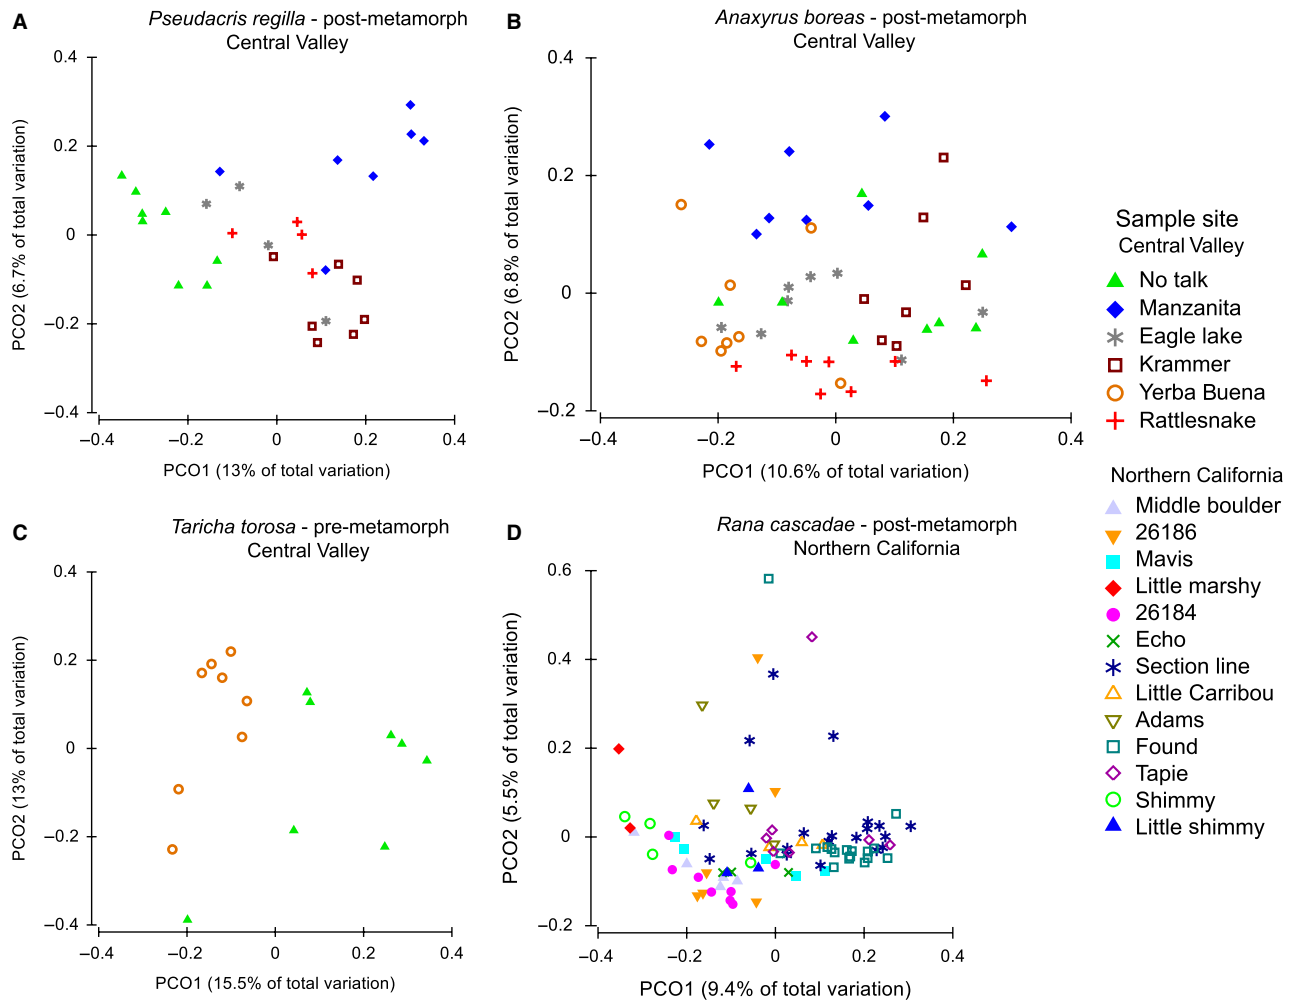 A
Pseudacris regilla - post-metamorph
Central Valley
0.4
0.2
0
–0.2
–0.4
PCO2 (6.7% of total variation)
–0.4
–0.2
0
0.2
0.4
PCO1 (13% of total variation)
B
Anaxyrus boreas - post-metamorph
Central Valley
0.4
0.2
0
–0.2
PCO2 (6.8% of total variation)
–0.4
–0.2
0
0.2
0.4
PCO1 (10.6% of total variation)
C
Taricha torosa - pre-metamorph
Central Valley
0.4
0.2
0
–0.2
–0.4
PCO2 (13% of total variation)
–0.4
–0.2
0
0.2
0.4
PCO1 (15.5% of total variation)
D
Rana cascadae - post-metamorph
Northern California
0.6
0.4
0.2
0
–0.2
PCO2 (5.5% of total variation)
–0.4
–0.2
0
0.2
0.4
PCO1 (9.4% of total variation)
Sample site
Central Valley
No talk
Manzanita
Eagle lake
Krammer
Yerba Buena
Rattlesnake
Northern California
Middle boulder
26186
Mavis
Little marshy
26184
Echo
Section line
Little Carribou
Adams
Found
Tapie
Shimmy
Little shimmy